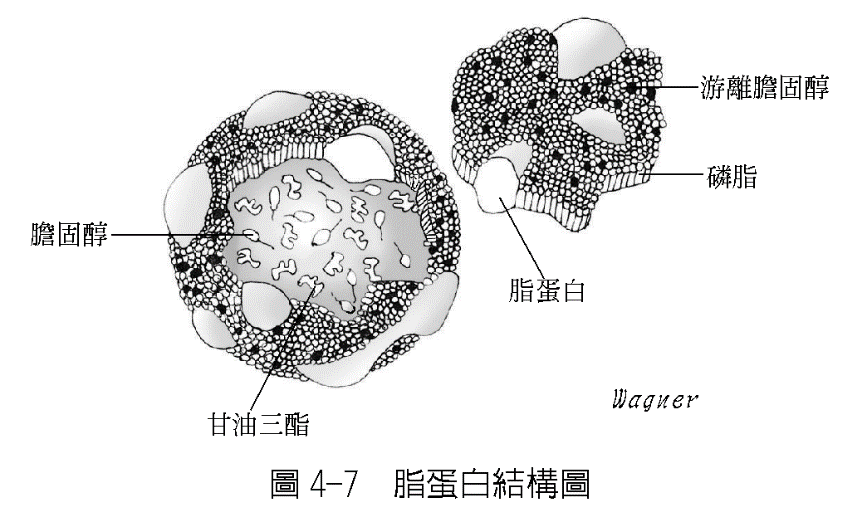 游離膽固醇
磷脂
膽固醇
脂蛋白
Wagner
甘油三酯
圖 4-7 脂蛋白結構圖